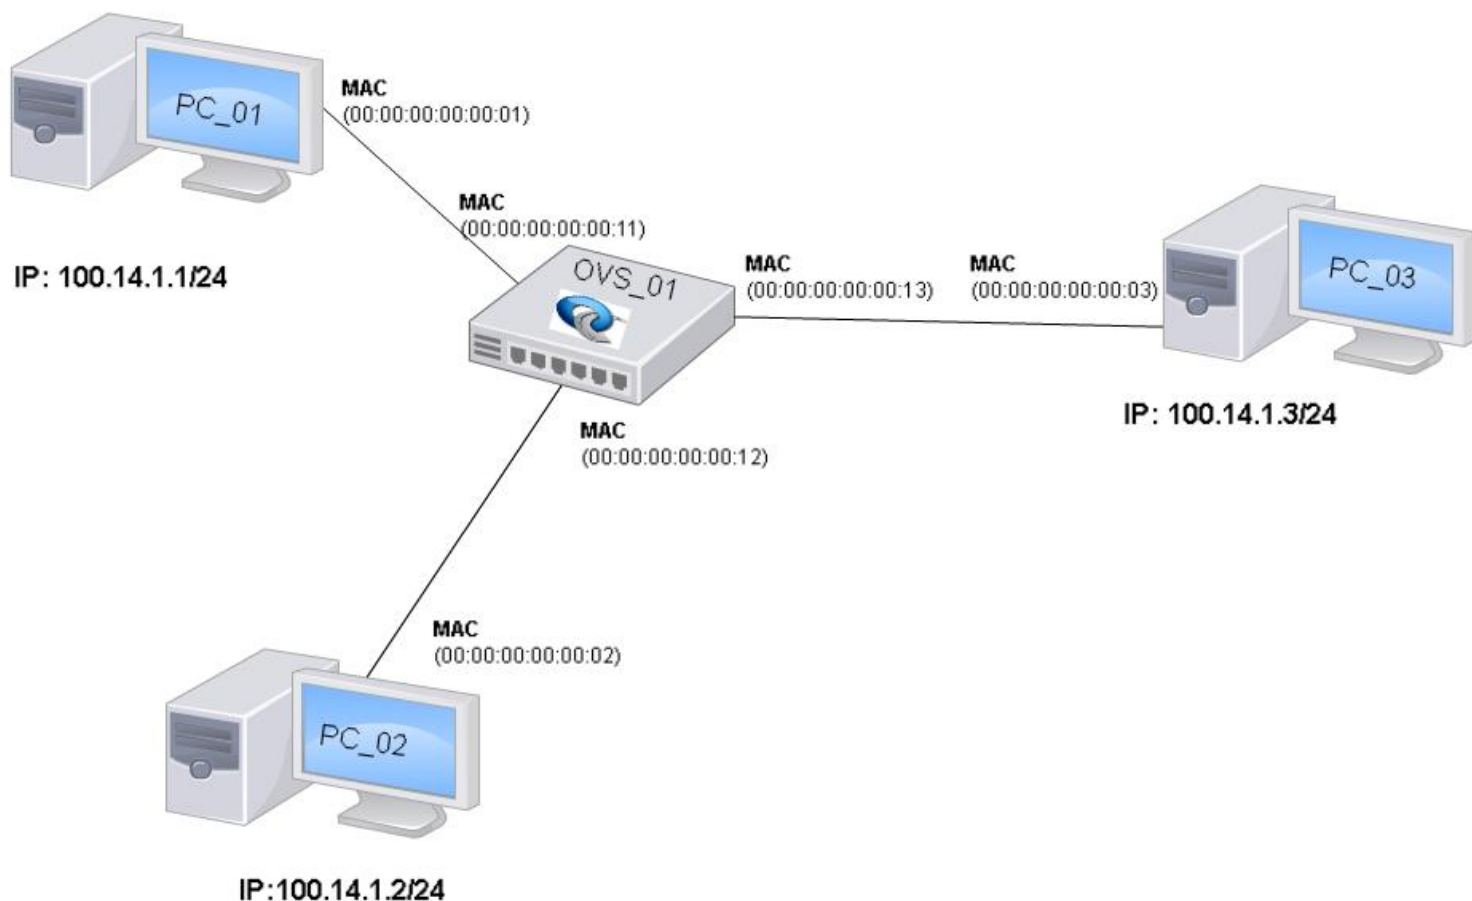 PC_01
MAC
(00:00:00:00:00:01)
MAC
(00:00:00:00:00:11)
IP: 100.14.1.1/24
OVS_01
MAC
(00:00:00:00:00:13)
MAC
(00:00:00:00:00:03)
PC_03
IP: 100.14.1.3/24
MAC
(00:00:00:00:00:12)
MAC
(00:00:00:00:00:02)
PC_02
IP:100.14.1.2/24